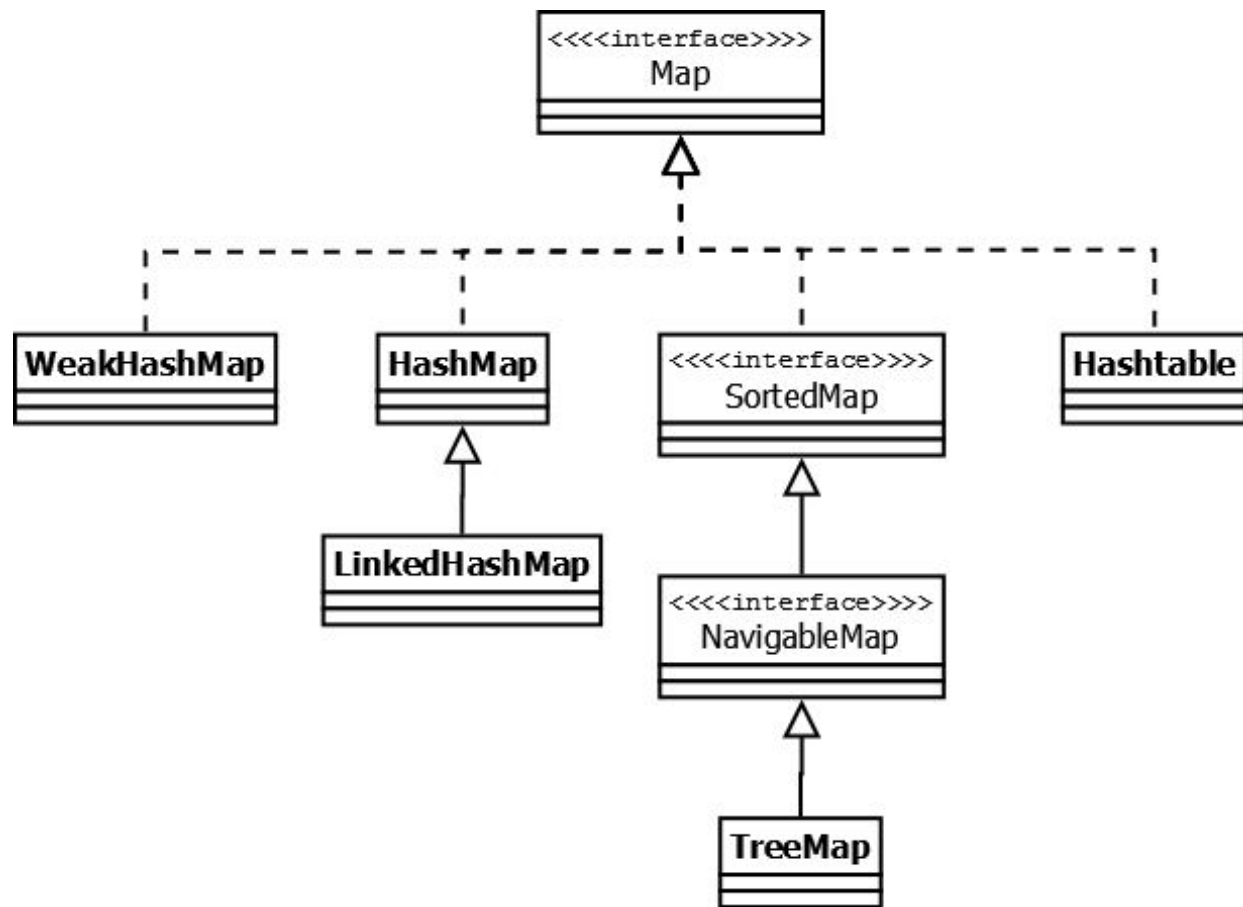 <<<<interface>>>>
Map
WeakHashMap
HashMap
<<<<interface>>>>
SortedMap
Hashtable
LinkedHashMap
<<<<interface>>>>
NavigableMap
TreeMap